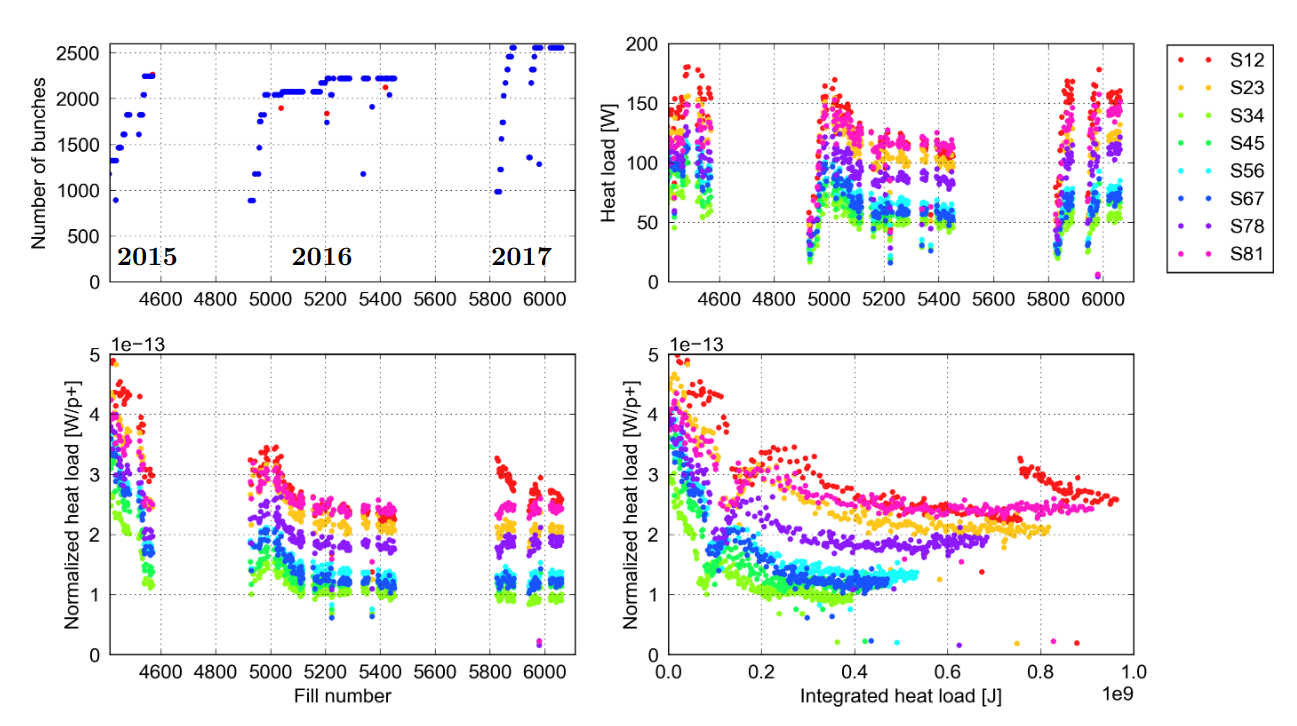 Number of bunches
2500
2000
1500
1000
500
0
2015
2016
2017
4600 4800 5000 5200 5400 5600 5800 6000
Heat load [W]
200
150
100
50
0
4600 4800 5000 5200 5400 5600 5800 6000
S12
S23
S34
S45
S56
S67
S78
S81
1e−13
Normalized heat load [W/p+]
5
4
3
2
1
0
4600 4800 5000 5200 5400 5600 5800 6000
Fill number
1e−13
Normalized heat load [W/p+]
5
4
3
2
1
0
0.0 0.2 0.4 0.6 0.8 1.0
Integrated heat load [J]
1e9